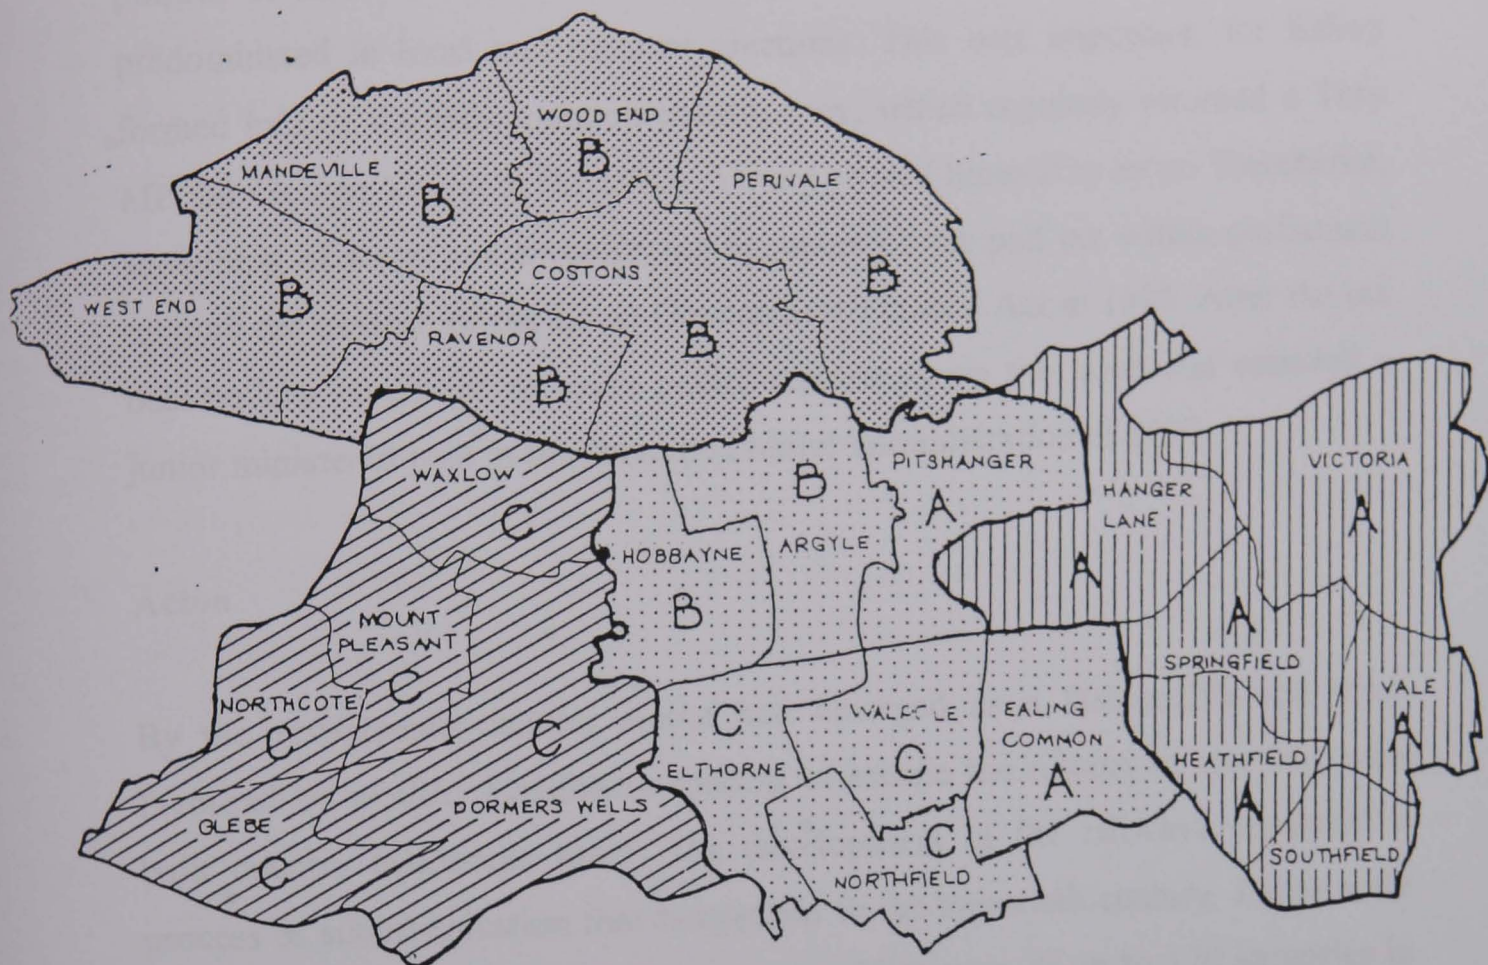 WOOD END
B
MANDEVILLE
B
PERIVALE
B
COSTONS
B
WEST END
B
RAVENOR
B
WAXLOW
C
PITSHANGER
A
B
ARGYLE
HOBBAYNE
B
HANGER
LANE
A
VICTORIA
A
MOUNT
PLEASANT
C
NORTHCOTE
C
A
SPRINGFIELD
VALE
A
C
ELTHORNE
C
EALING
COMMON
A
HEATHFIELD
A
C
DORMERS WELLS
GLEBE
C
C
NORTHFIELD
SOUTHFIELD